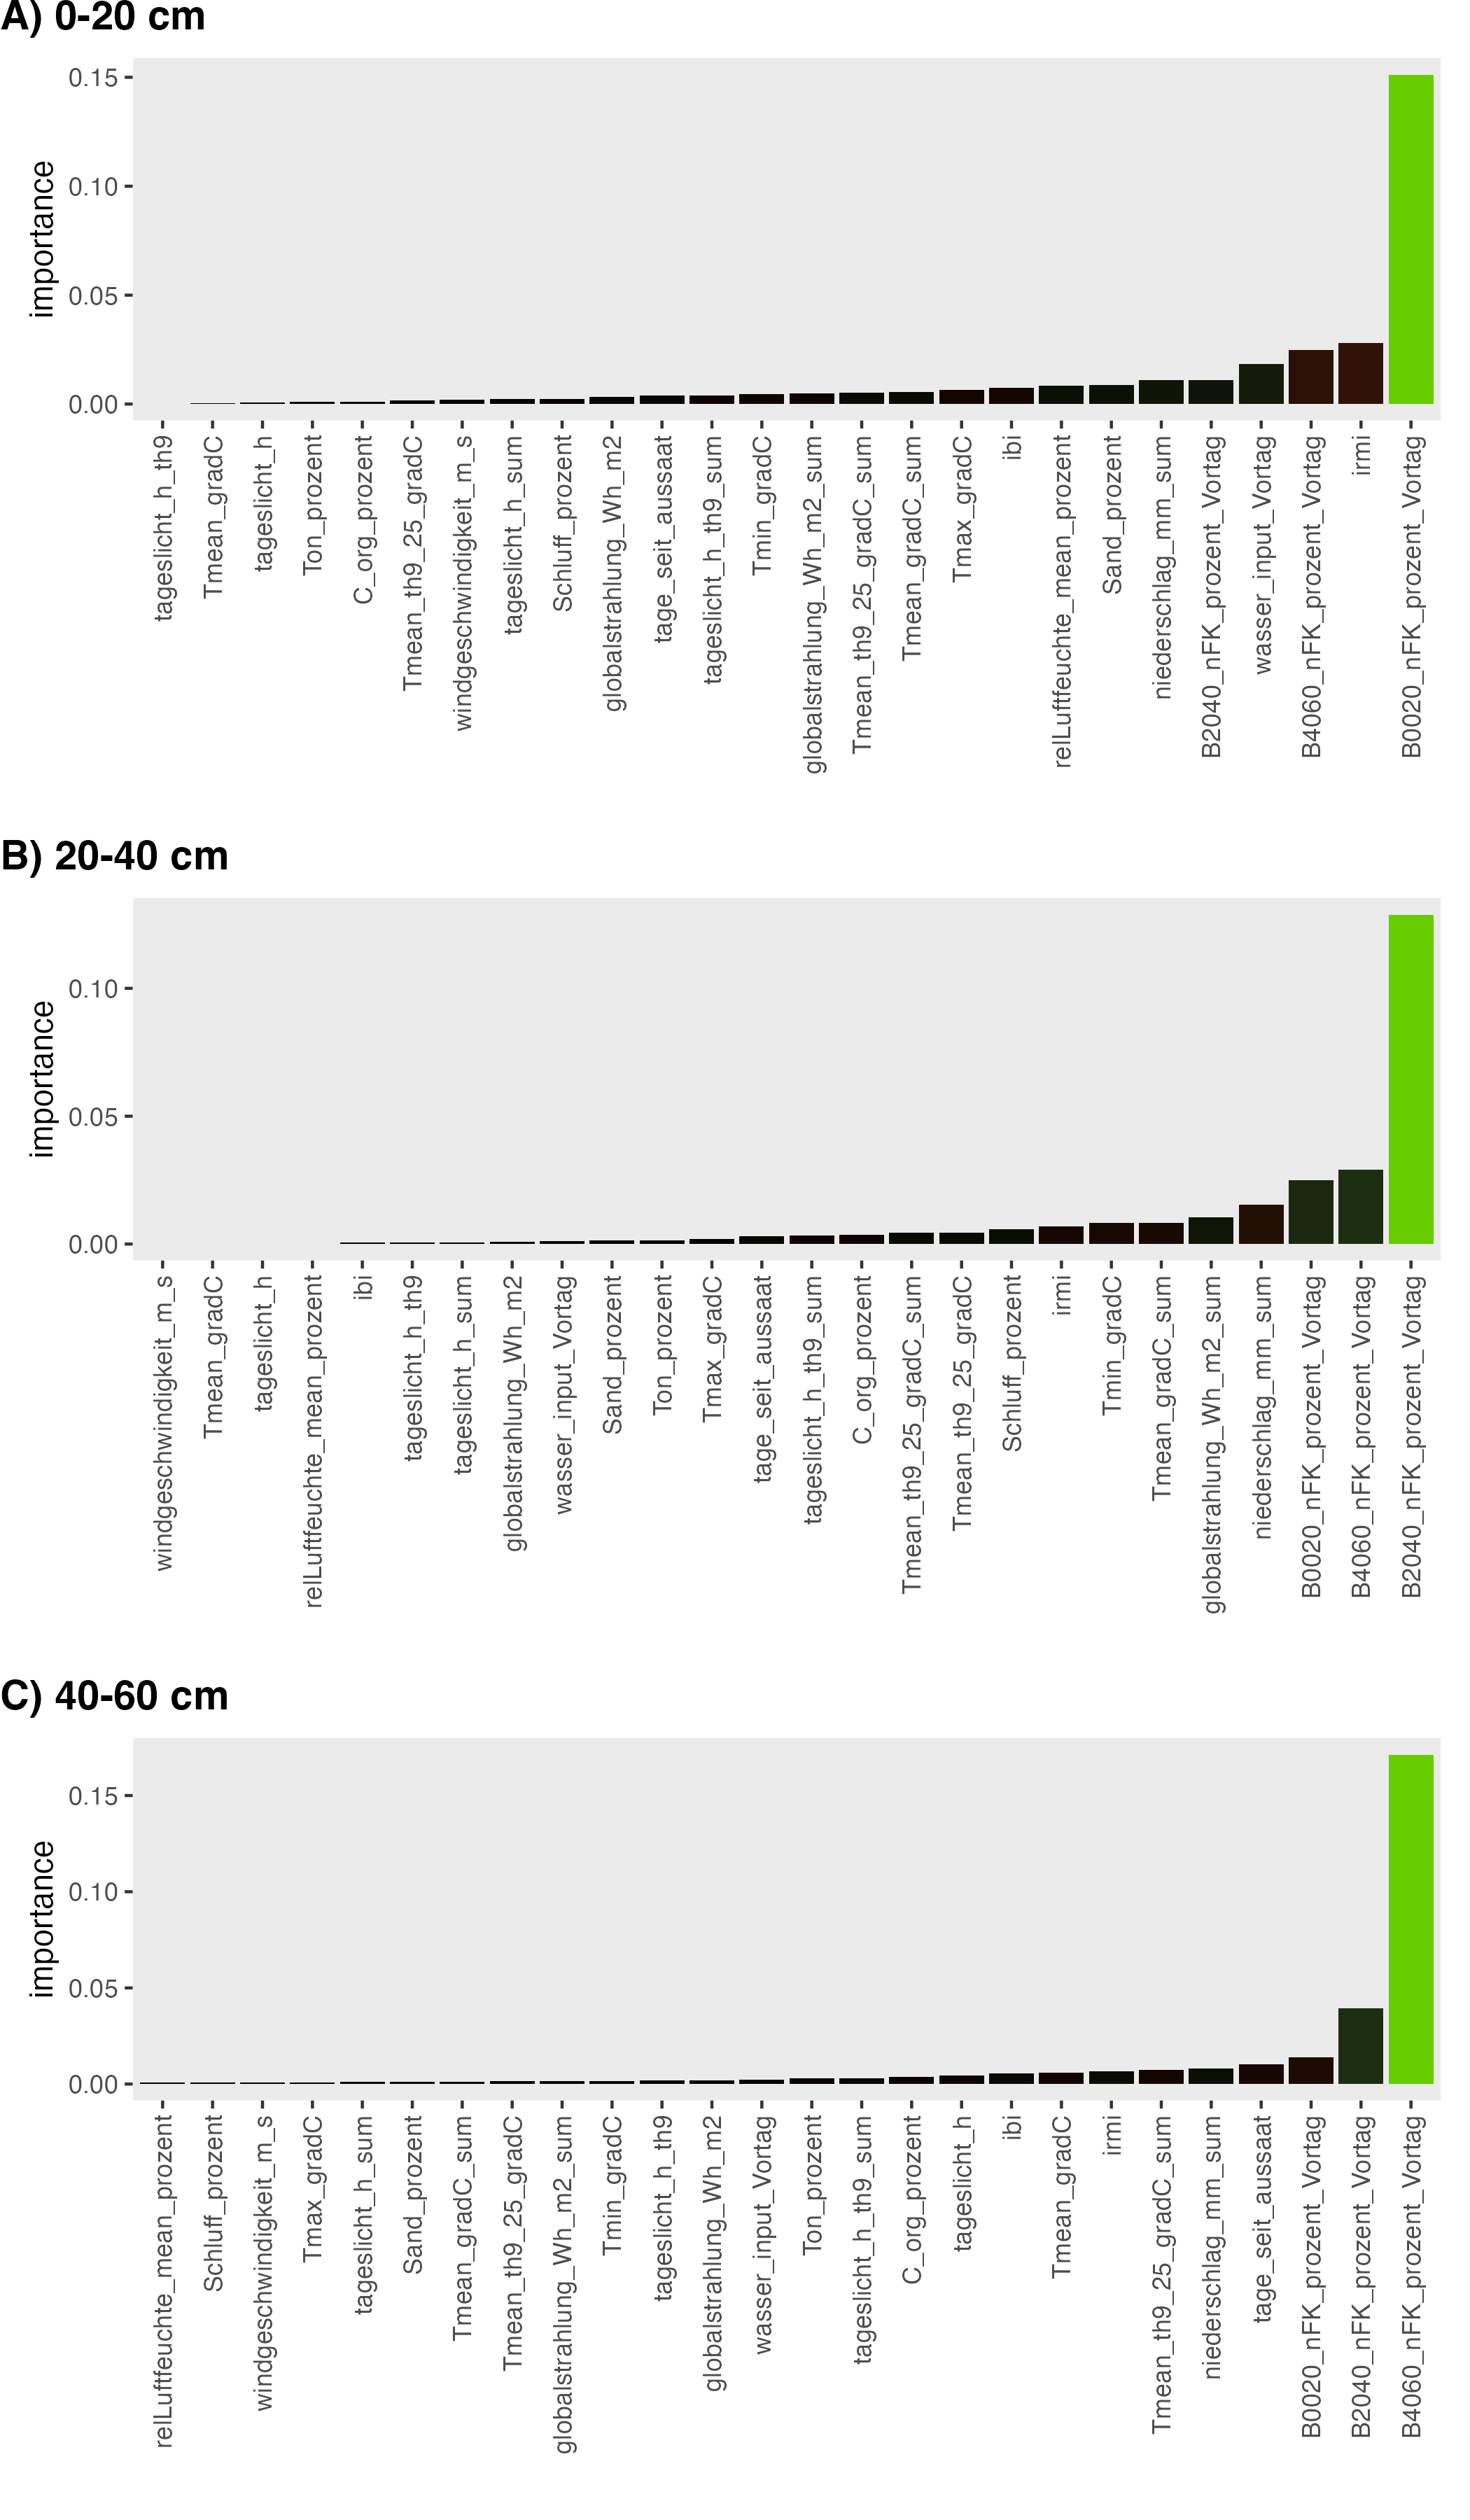 A) 0-20 cm
importance
0.15
0.10
0.05
0.00
tageslicht_h_th9
Tmean_gradC
tageslicht_h
Ton_prozent
C_org_prozent
Tmean_th9_25_gradC
windgeschwindigkeit_m_s
tageslicht_h_sum
Schluff_prozent
globalstrahlung_Wh_m2
tage_seit_aussaat
tageslicht_h_th9_sum
Tmin_gradC
globalstrahlung_Wh_m2_sum
Tmean_th9_25_gradC_sum
Tmean_gradC_sum
Tmax_gradC
ibi
relLuftfeuchte_mean_prozent
Sand_prozent
niederschlag_mm_sum
B2040_nFK_prozent_Vortag
wasser_input_Vortag
B4060_nFK_prozent_Vortag
irmi
B0020_nFK_prozent_Vortag
B) 20-40 cm
importance
0.10
0.05
0.00
windgeschwindigkeit_m_s
Tmean_gradC
tageslicht_h
relLuftfeuchte_mean_prozent
ibi
tageslicht_h_th9
tageslicht_h_sum
globalstrahlung_Wh_m2
wasser_input_Vortag
Sand_prozent
Ton_prozent
Tmax_gradC
tage_seit_aussaat
tageslicht_h_th9_sum
C_org_prozent
Tmean_th9_25_gradC_sum
Tmean_th9_25_gradC
Schluff_prozent
irmi
Tmin_gradC
Tmean_gradC_sum
globalstrahlung_Wh_m2_sum
niederschlag_mm_sum
B0020_nFK_prozent_Vortag
B4060_nFK_prozent_Vortag
B2040_nFK_prozent_Vortag
C) 40-60 cm
importance
0.15
0.10
0.05
0.00
relLuftfeuchte_mean_prozent
Schluff_prozent
windgeschwindigkeit_m_s
Tmax_gradC
tageslicht_h_sum
Sand_prozent
Tmean_gradC_sum
Tmean_th9_25_gradC
globalstrahlung_Wh_m2_sum
Tmin_gradC
tageslicht_h_th9
globalstrahlung_Wh_m2
wasser_input_Vortag
Ton_prozent
tageslicht_h_th9_sum
C_org_prozent
tageslicht_h
ibi
Tmean_gradC
irmi
Tmean_th9_25_gradC_sum
niederschlag_mm_sum
tage_seit_aussaat
B0020_nFK_prozent_Vortag
B2040_nFK_prozent_Vortag
B4060_nFK_prozent_Vortag